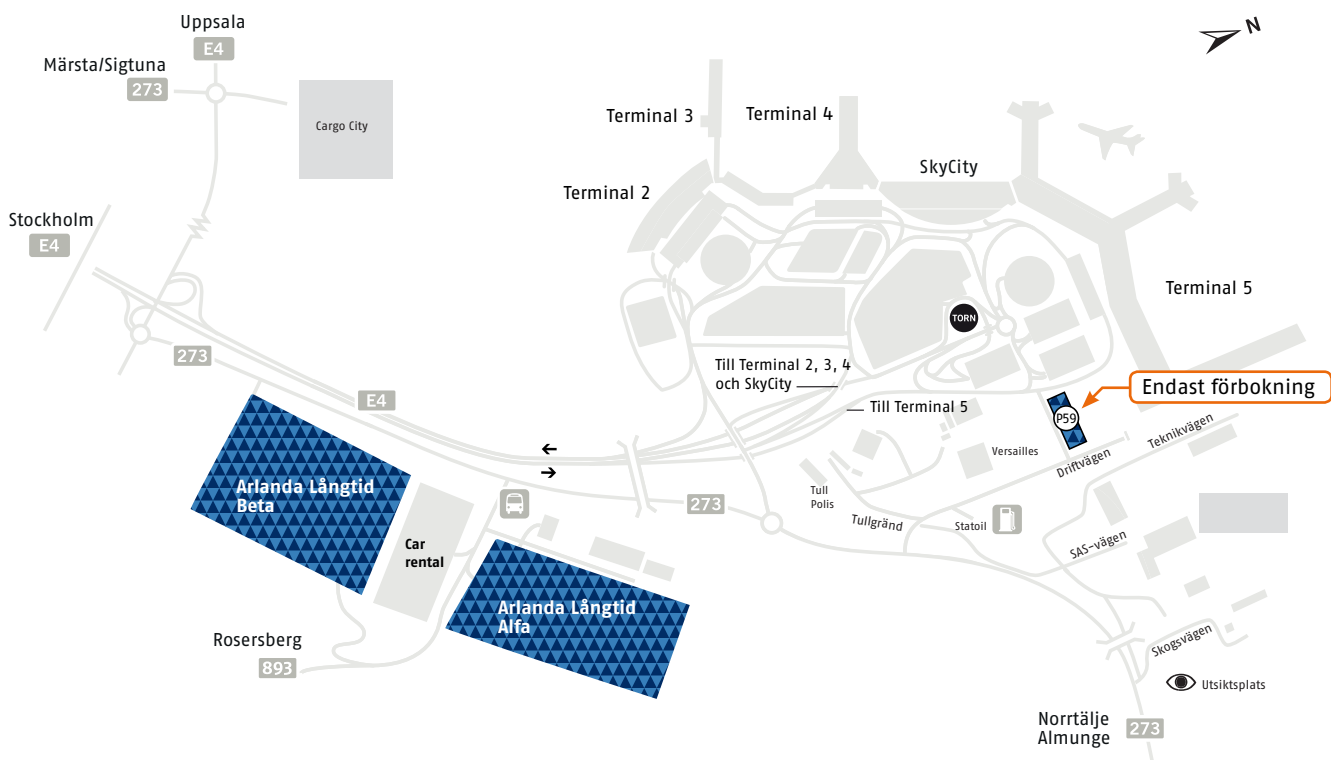 Uppsala
E4
Märsta/Sigtuna
273
Cargo City
Stockholm
E4
273
E4
N
Terminal 3
Terminal 4
SkyCity
Terminal 2
Terminal 5
TORN
Till Terminal 2, 3, 4
och SkyCity
Till Terminal 5
Endast förbokning
P59
Versailles
Driftvägen
Teknikvägen
Tull
Polis
Tullgränd
Statoil
SAS-vägen
273
←
→
Arlanda Långtid
Beta
Car
rental
Arlanda Långtid
Alfa
Rosersberg
893
Skogsvägen
Utsiktsplats
Norrtälje
Almunge
273